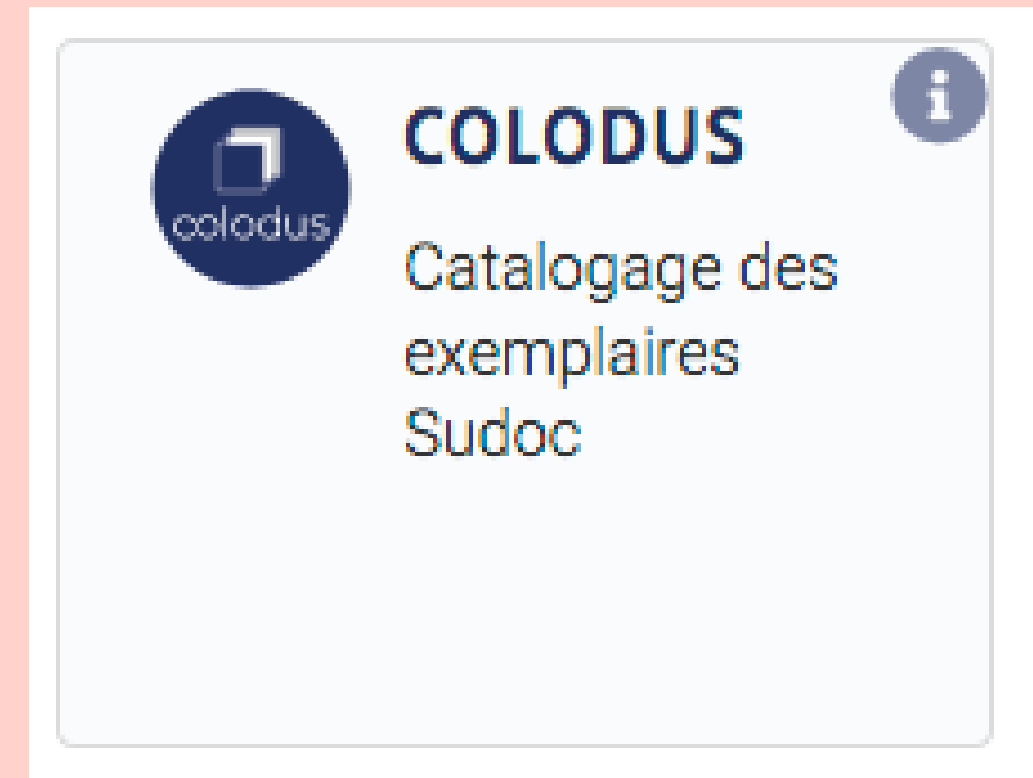 COLODUS
colodus
Catalogage des
exemplaires
Sudoc